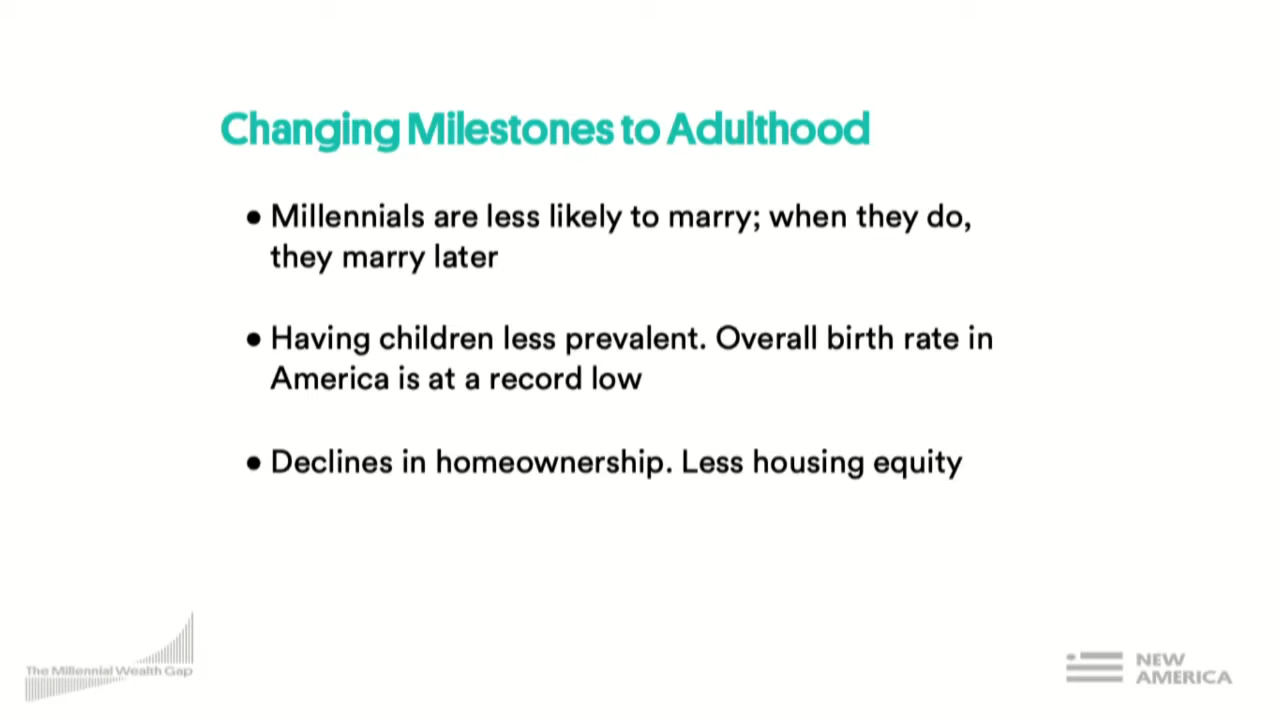 Changing Milestones to Adulthood
● Millennials are less likely to marry; when they do,
they marry later
● Having children less prevalent. Overall birth rate in
America is at a record low
● Declines in homeownership. Less housing equity
The Millennial Wealth Gap
NEW
AMERICA